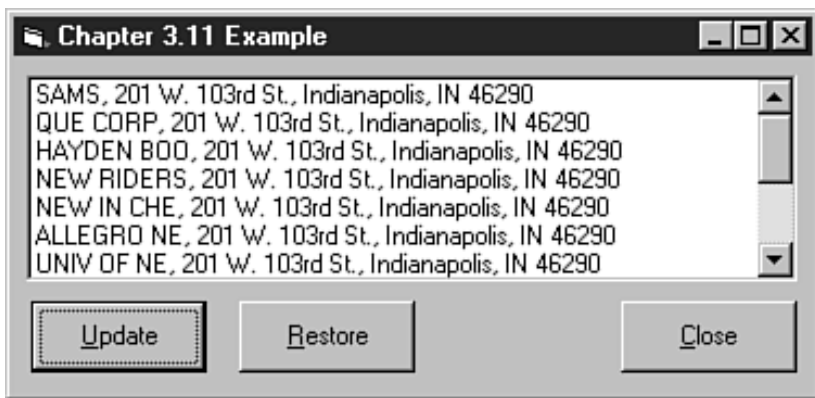 Chapter 3.11 Example
SAMS, 201 W. 103rd St., Indianapolis, IN 46290
QUE CORP, 201 W. 103rd St., Indianapolis, IN 46290
HAYDEN BOO, 201 W. 103rd St., Indianapolis, IN 46290
NEW RIDERS, 201 W. 103rd St., Indianapolis, IN 46290
NEW IN CHE, 201 W. 103rd St., Indianapolis, IN 46290
ALLEGRO NE, 201 W. 103rd St., Indianapolis, IN 46290
UNIV OF NE, 201 W. 103rd St., Indianapolis, IN 46290
Update Restore Close